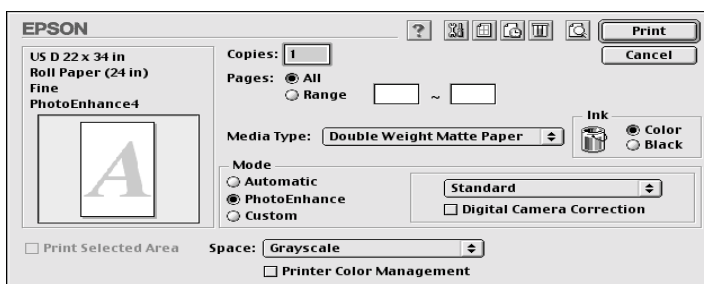 EPSON
?
Print
US D 22 x 34 in
Roll Paper (24 in)
Fine
PhotoEnhance4
A
Copies: 1
Cancel
Pages: All
Range ~
Media Type: Double Weight Matte Paper
Ink
Color
Black
Mode
Automatic
PhotoEnhance
Custom
Standard
Digital Camera Correction
Print Selected Area
Space: Grayscale
Printer Color Management